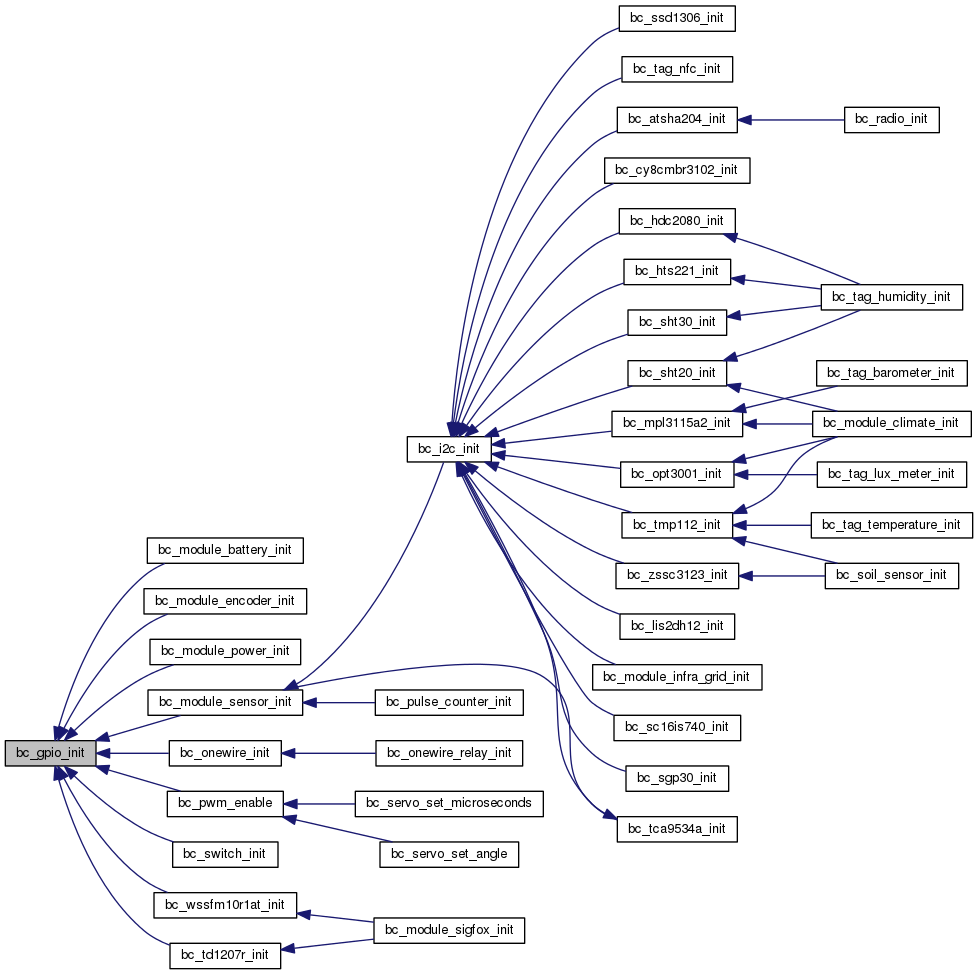 bc_ssd1306_init
bc_tag_nfc_init
bc_atsha204_init
bc_radio_init
bc_cy8cmbr3102_init
bc_hdc2080_init
bc_hts221_init
bc_tag_humidity_init
bc_sht30_init
bc_sht20_init
bc_tag_barometer_init
bc_mpl3115a2_init
bc_module_climate_init
bc_i2c_init
bc_opt3001_init
bc_tag_lux_meter_init
bc_tmp112_init
bc_tag_temperature_init
bc_module_battery_init
bc_zssc3123_init
bc_soil_sensor_init
bc_module_encoder_init
bc_lis2dh12_init
bc_module_power_init
bc_module_infra_grid_init
bc_module_sensor_init
bc_pulse_counter_init
bc_sc16is740_init
bc_gpio_init
bc_onewire_init
bc_onewire_relay_init
bc_sgp30_init
bc_pwm_enable
bc_servo_set_microseconds
bc_tca9534a_init
bc_switch_init
bc_servo_set_angle
bc_wssfm10r1at_init
bc_module_sigfox_init
bc_td1207r_init